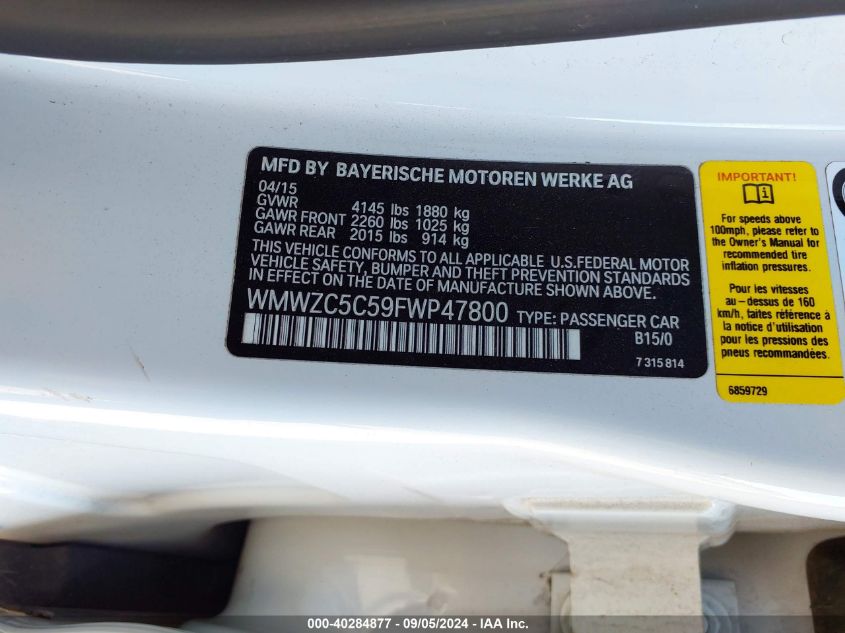 MFD BY BAYERISCHE MOTOREN WERKE AG
04/15
GVWR 4145 lbs 1880 kg
GAWR FRONT 2260 lbs 1025 kg
GAWR REAR 2015 lbs 914 kg
THIS VEHICLE CONFORMS TO ALL APPLICABLE U.S.FEDERAL MOTOR
VEHICLE SAFETY, BUMPER AND THEFT PREVENTION STANDARDS
IN EFFECT ON THE DATE OF MANUFACTURE SHOWN ABOVE.
WMWZC5C59FWP47800 TYPE: PASSENGER CAR
B15/0
7 315 814
IMPORTANT!
For speeds above
100mph, please refer to
the Owner's Manual for
recommended tire
inflation pressures.
Pour les vitesses
au-dessus de 160
km/h, faites référence à
la notice d'utilisation
pour les pressions des
pneus recommandées.
6859729
000-40284877 - 09/05/2024 - IAA Inc.